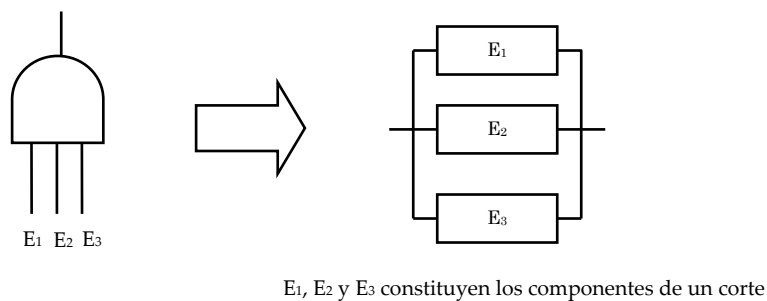 E₁
E₂
E₃
E₁ E₂ E₃
E₁, E₂ y E₃ constituyen los componentes de un corte